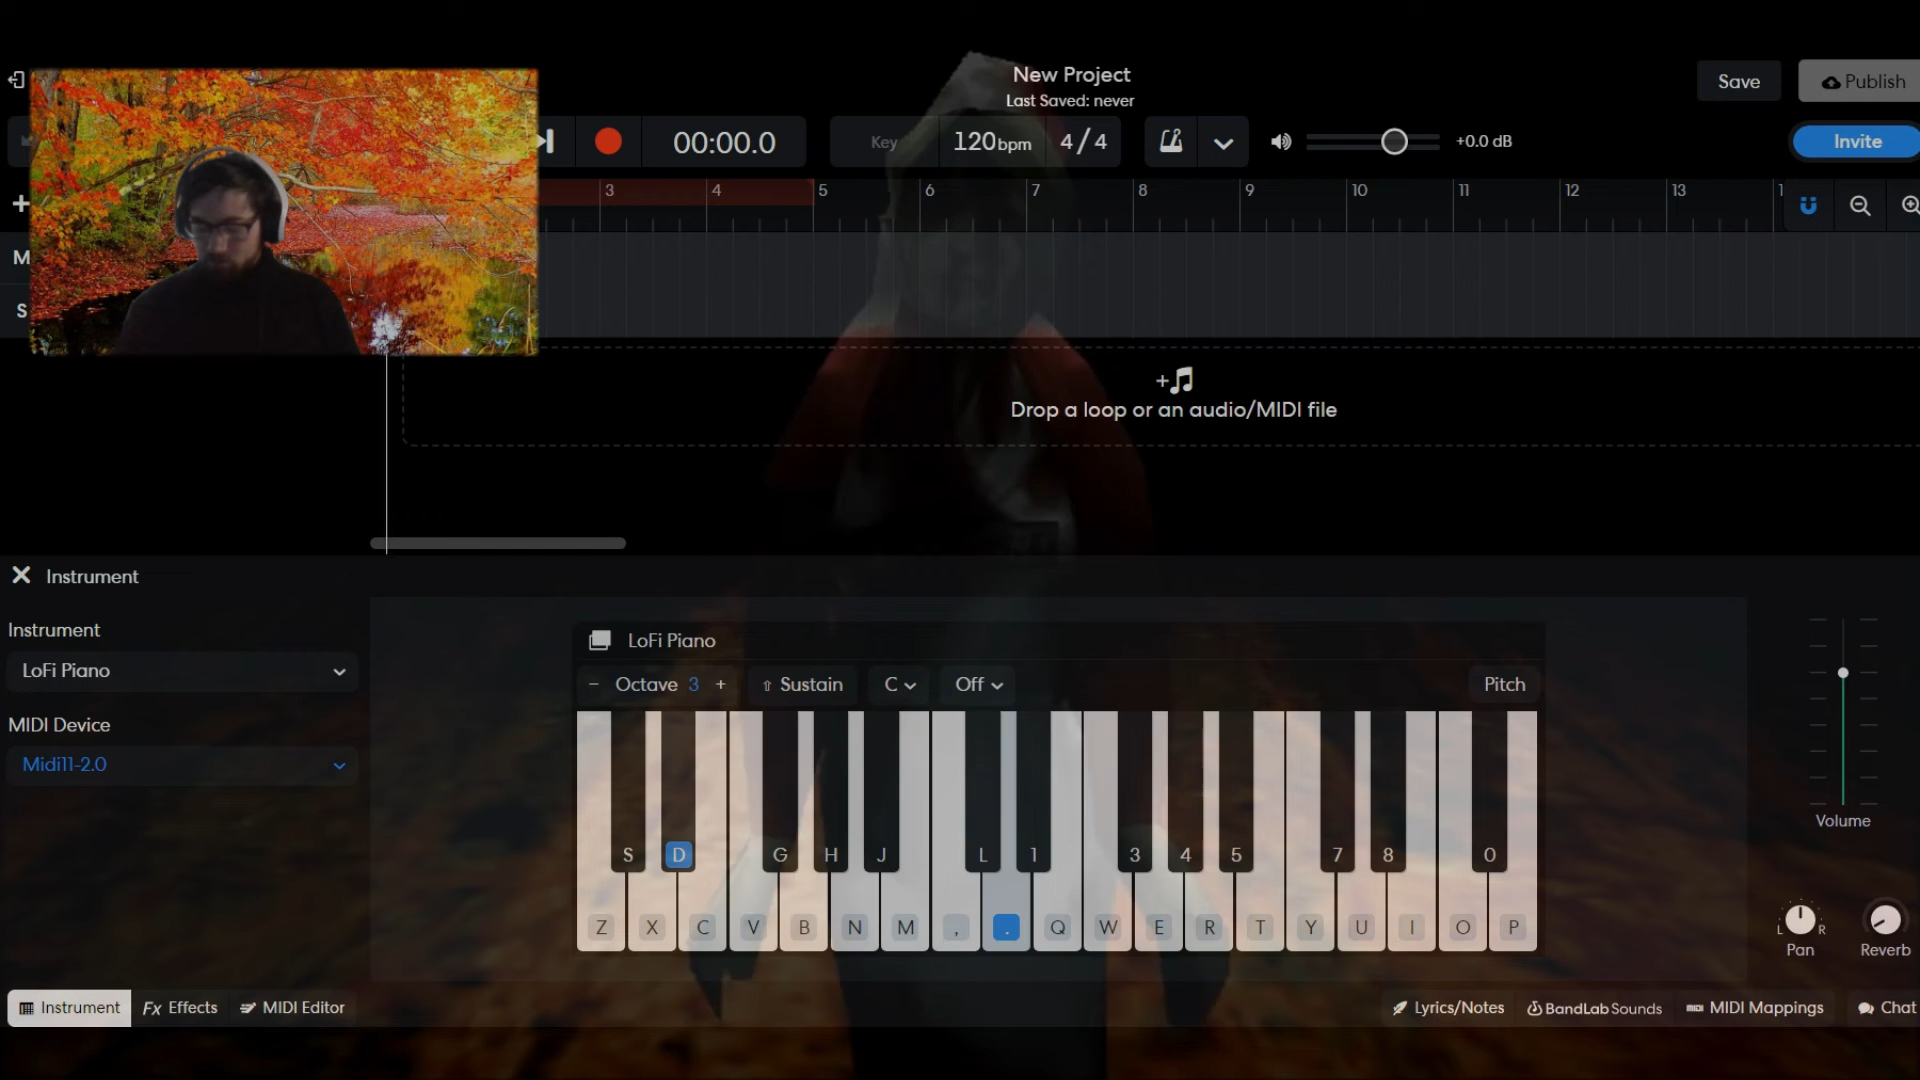 New Project
Last Saved: never
Save
Publish
00:00.0
Key
120bpm
4/4
+0.0 dB
Invite
3
4
5
6
7
8
9
10
11
12
13
1
M
S
+
Drop a loop or an audio/MIDI file
Instrument
Instrument
LoFi Piano
MIDI Device
Midi11-2.0
LoFi Piano
− Octave 3 +
Sustain
C
Off
Pitch
S D G H J L 1 3 4 5 7 8 0
Z X C V B N M , . Q W E R T Y U I O P
Volume
L R
Pan
Reverb
Instrument
Fx Effects
MIDI Editor
Lyrics/Notes
BandLab Sounds
MIDI Mappings
Chat